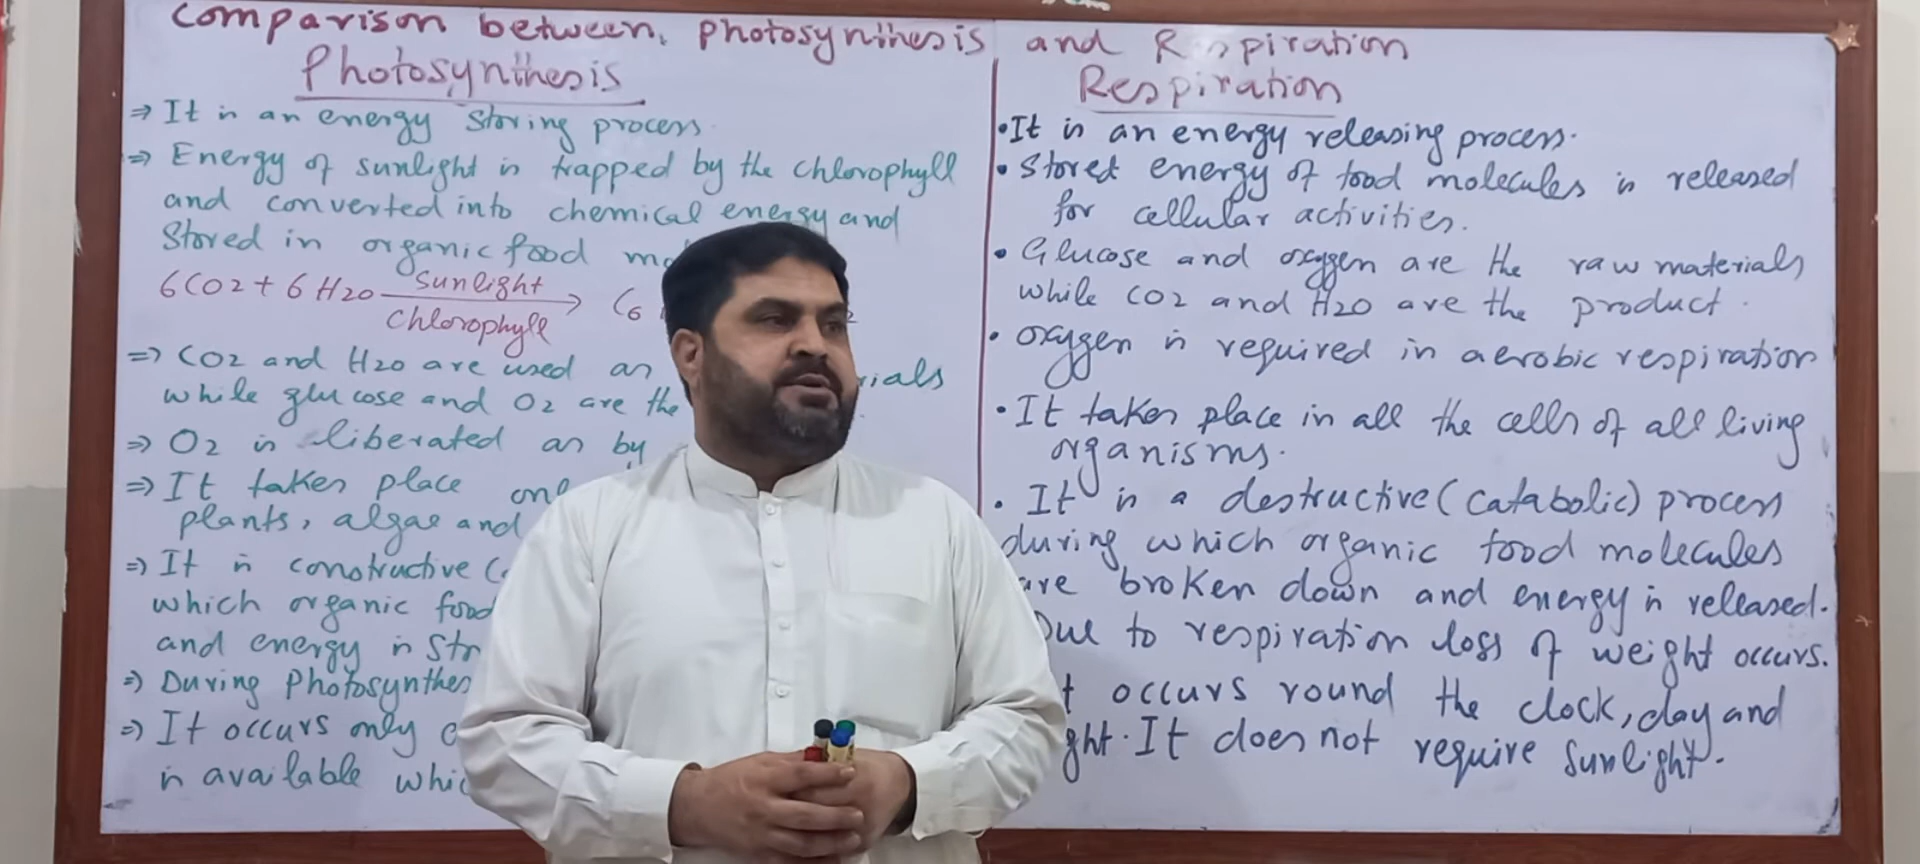 Comparison between, photosynthesis and Respiration
Photosynthesis
⇒ It is an energy storing process.
⇒ Energy of sunlight is trapped by the chlorophyll
and converted into chemical energy and
Stored in organic food
6CO2 + 6H2O Sunlight → C6
Chlorophyll
⇒ CO2 and H2O are used as
while glucose and O2 are the
⇒ O2 is liberated as by
⇒ It takes place
plants, algae and
⇒ It is constructive (
which organic food
and energy is
⇒ During Photosynthes
⇒ It occurs only
is available
Respiration
• It is an energy releasing process.
• Stored energy of food molecules is released
for cellular activities.
• Glucose and oxygen are the raw materials
while CO2 and H2O are the product.
• oxygen is required in aerobic respiration
• It takes place in all the cells of all living
organisms.
• It is a destructive (catabolic) process
during which organic food molecules
are broken down and energy is released.
Due to respiration loss of weight occurs.
occurs round the clock, day and
ght. It does not require Sunlight.